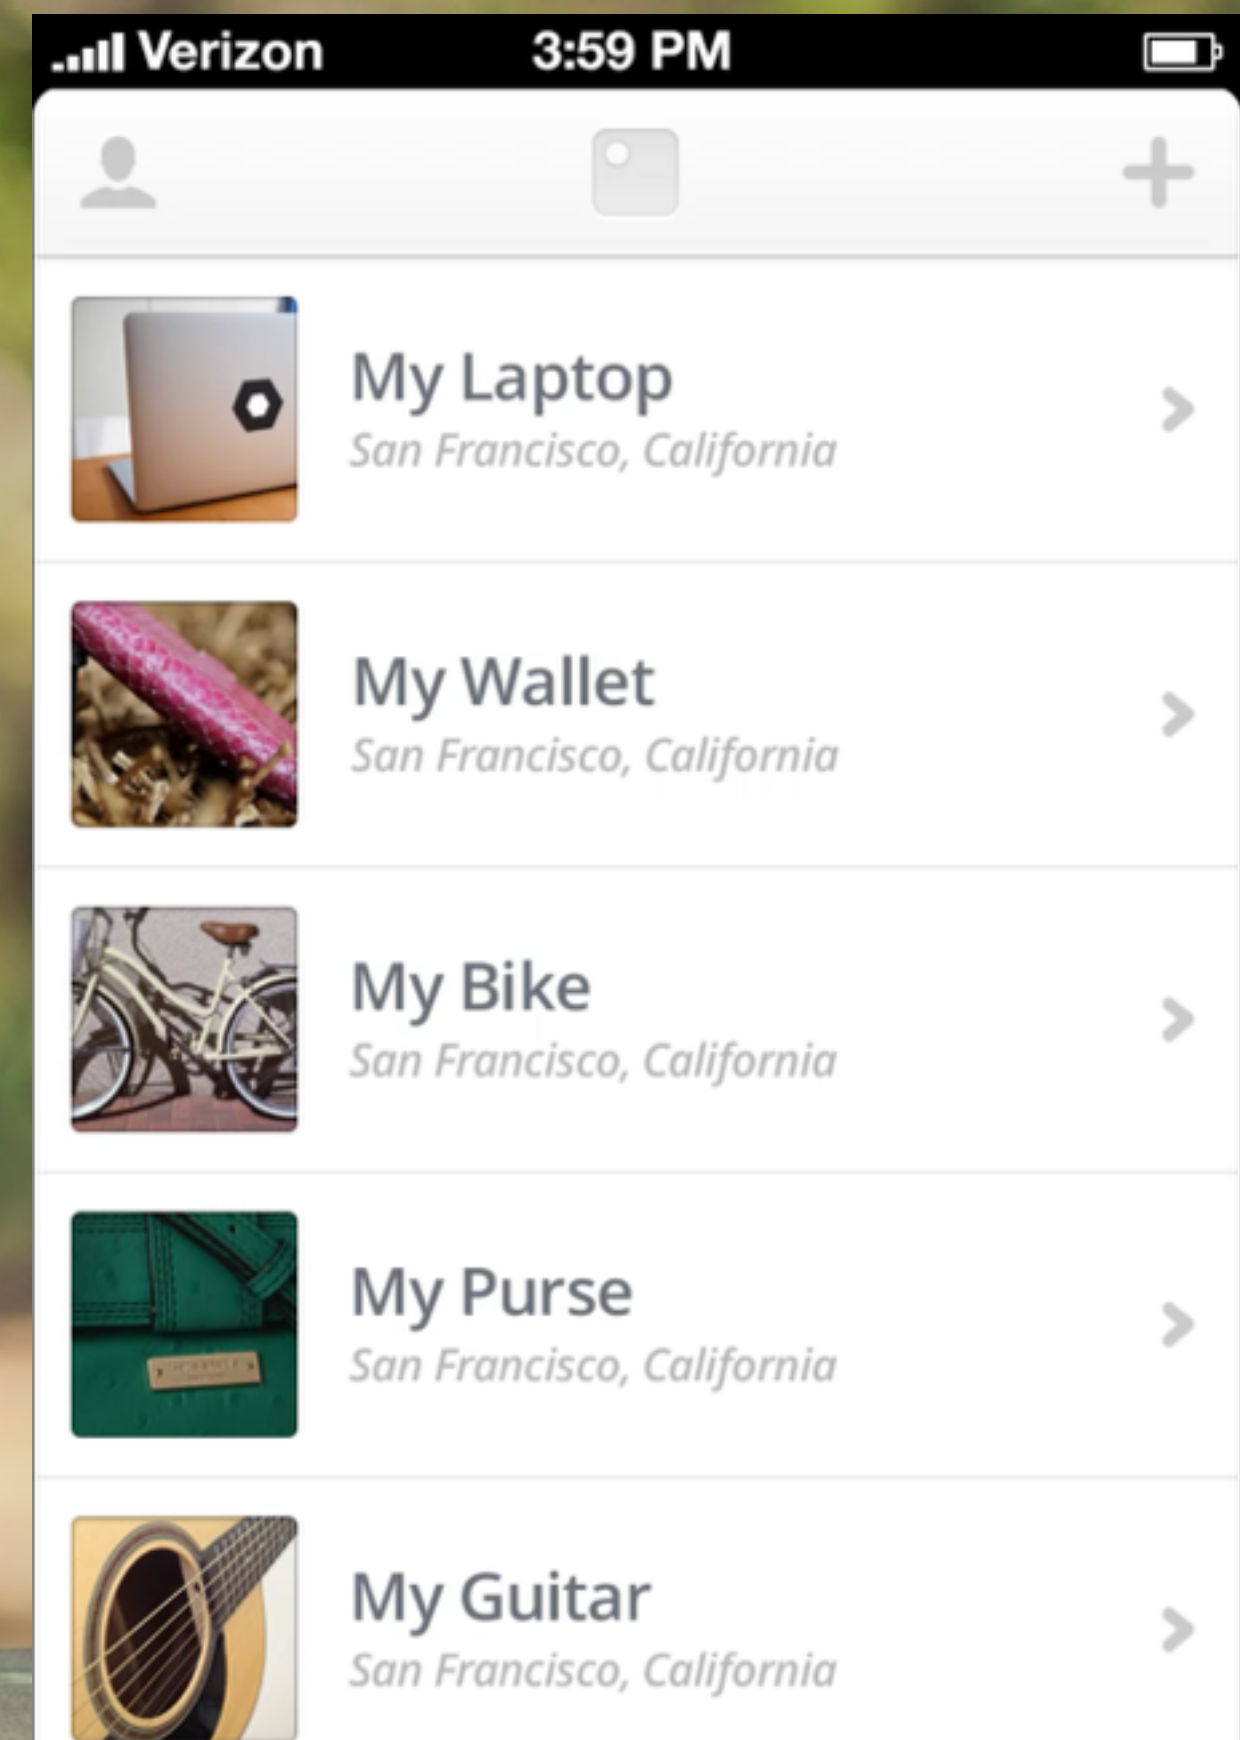 Verizon 3:59 PM
My Laptop
San Francisco, California
My Wallet
San Francisco, California
My Bike
San Francisco, California
My Purse
San Francisco, California
My Guitar
San Francisco, California